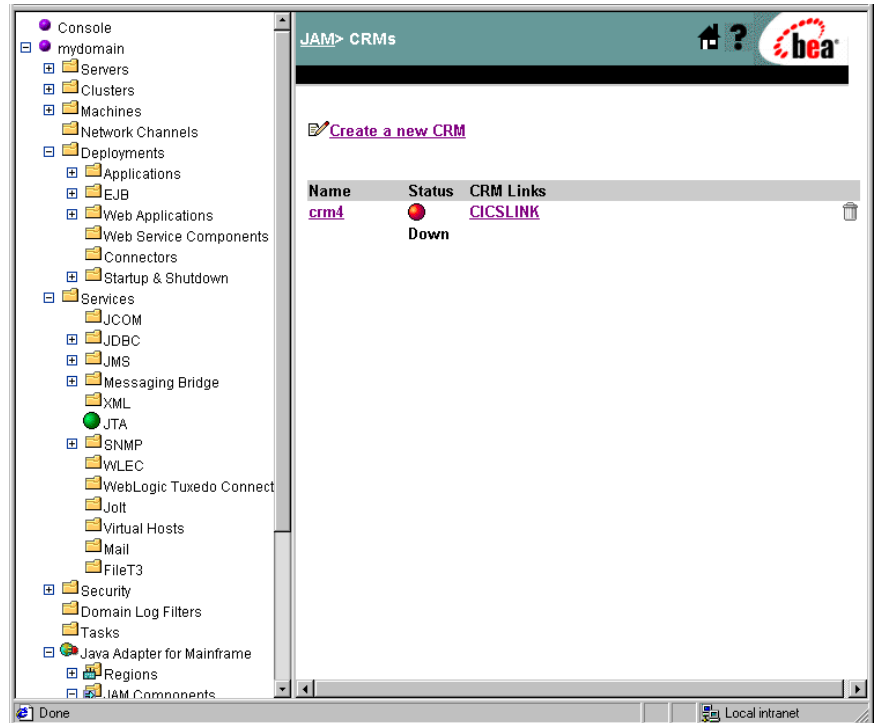 Console
mydomain
Servers
Clusters
Machines
Network Channels
Deployments
Applications
EJB
Web Applications
Web Service Components
Connectors
Startup & Shutdown
Services
JCOM
JDBC
JMS
Messaging Bridge
XML
JTA
SNMP
WLEC
WebLogic Tuxedo Connect
Jolt
Virtual Hosts
Mail
FileT3
Security
Domain Log Filters
Tasks
Java Adapter for Mainframe
Regions
JAM Components
JAM> CRMs
?
bea
Create a new CRM
Name Status CRM Links
crm4 CICSLINK
Down
Done
Local intranet